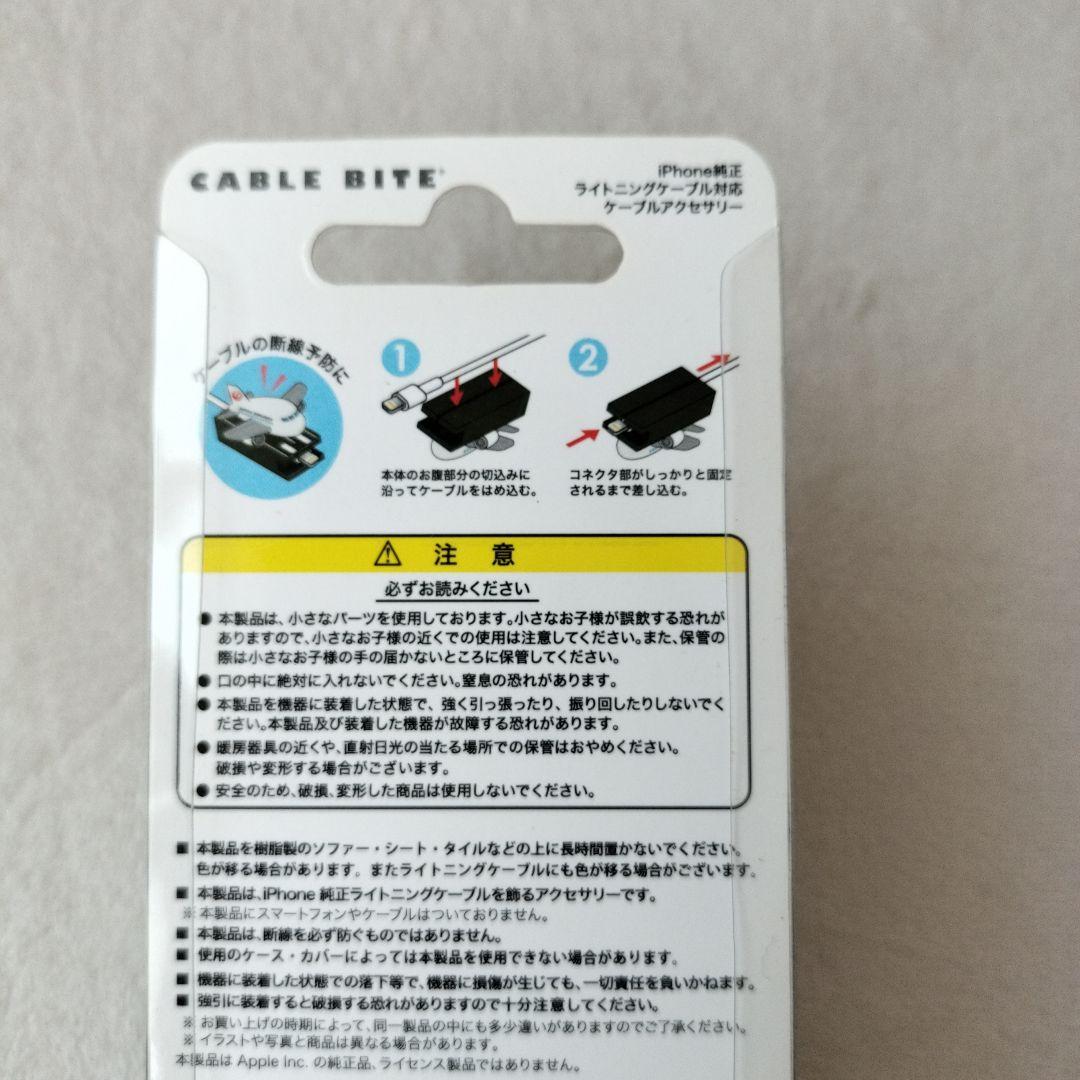 CABLE BITE
iPhone純正
ライトニングケーブル対応
ケーブルアクセサリー
ケーブルの断線予防に
1
本体のお腹部分の切込みに
沿ってケーブルをはめ込む。
2
コネクタ部がしっかりと固定
されるまで差し込む。
注意
必ずお読みください
● 本製品は、小さなパーツを使用しております。小さなお子様が誤飲する恐れが
ありますので、小さなお子様の近くでの使用は注意してください。また、保管の
際は小さなお子様の手の届かないところに保管してください。
● 口の中に絶対に入れないでください。窒息の恐れがあります。
● 本製品を機器に装着した状態で、強く引っ張ったり、振り回したりしないでく
ださい。本製品及び装着した機器が故障する恐れがあります。
● 暖房器具の近くや、直射日光の当たる場所での保管はおやめください。
破損や変形する場合がございます。
● 安全のため、破損、変形した商品は使用しないでください。
■ 本製品を樹脂製のソファー・シート・タイルなどの上に長時間置かないでください。
色が移る場合があります。またライトニングケーブルにも色が移る場合がございます。
■ 本製品は、iPhone 純正ライトニングケーブルを飾るアクセサリーです。
※ 本製品にスマートフォンやケーブルはついておりません。
■ 本製品は、断線を必ず防ぐものではありません。
■ 使用のケース・カバーによっては本製品を使用できない場合があります。
■ 機器に装着した状態での落下等で、機器に損傷が生じても、一切責任を負いかねます。
■ 強引に装着すると破損する恐れがありますので十分注意してください。
※ お買い上げの時期によって、同一製品の中にも多少違いがありますのでご了承ください。
※ イラストや写真と商品は異なる場合があります。
本製品は Apple Inc. の純正品、ライセンス製品ではありません。